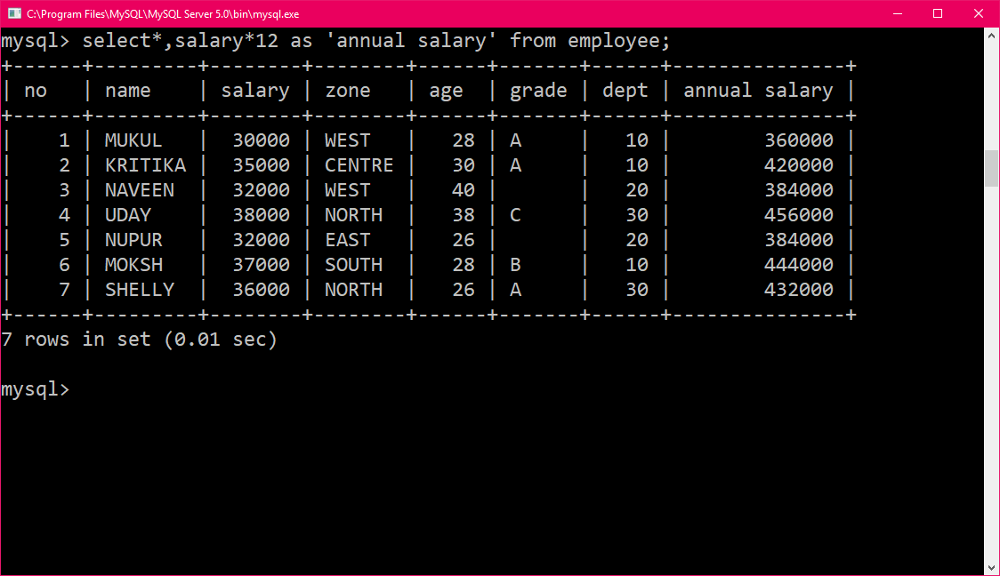 C:\Program Files\MySQL\MySQL Server 5.0\bin\mysql.exe
mysql> select*,salary*12 as 'annual salary' from employee;
+------+---------+--------+--------+------+-------+------+---------------+
| no   | name    | salary | zone   | age  | grade | dept | annual salary |
+------+---------+--------+--------+------+-------+------+---------------+
|    1 | MUKUL   |  30000 | WEST   |   28 | A     |   10 |        360000 |
|    2 | KRITIKA |  35000 | CENTRE |   30 | A     |   10 |        420000 |
|    3 | NAVEEN  |  32000 | WEST   |   40 |       |   20 |        384000 |
|    4 | UDAY    |  38000 | NORTH  |   38 | C     |   30 |        456000 |
|    5 | NUPUR   |  32000 | EAST   |   26 |       |   20 |        384000 |
|    6 | MOKSH   |  37000 | SOUTH  |   28 | B     |   10 |        444000 |
|    7 | SHELLY  |  36000 | NORTH  |   26 | A     |   30 |        432000 |
+------+---------+--------+--------+------+-------+------+---------------+
7 rows in set (0.01 sec)
mysql>